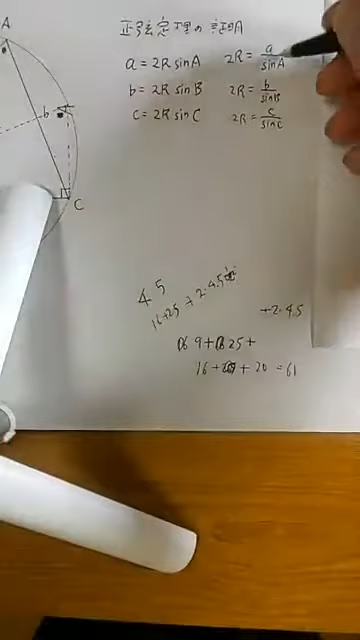 正弦定理の証明
A
a = 2R sinA 2R = a/sinA
b = 2R sinB 2R = b/sinB
c = 2R sinC 2R = c/sinC
b
C
4 5
16+25 + 2·4.5
+2·4.5
9+ 25+
16+ + 20 = 61